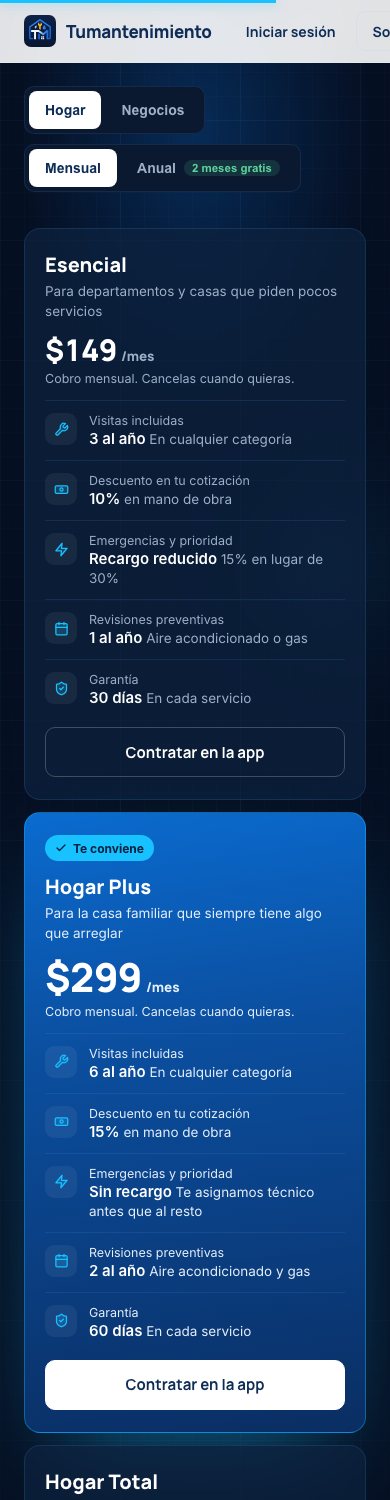 Tumantenimiento
Iniciar sesión
So
Hogar
Negocios
Mensual
Anual
2 meses gratis
Esencial
Para departamentos y casas que piden pocos
servicios
$149 /mes
Cobro mensual. Cancelas cuando quieras.
Visitas incluidas
3 al año En cualquier categoría
Descuento en tu cotización
10% en mano de obra
Emergencias y prioridad
Recargo reducido 15% en lugar de
30%
Revisiones preventivas
1 al año Aire acondicionado o gas
Garantía
30 días En cada servicio
Contratar en la app
Te conviene
Hogar Plus
Para la casa familiar que siempre tiene algo
que arreglar
$299 /mes
Cobro mensual. Cancelas cuando quieras.
Visitas incluidas
6 al año En cualquier categoría
Descuento en tu cotización
15% en mano de obra
Emergencias y prioridad
Sin recargo Te asignamos técnico
antes que al resto
Revisiones preventivas
2 al año Aire acondicionado y gas
Garantía
60 días En cada servicio
Contratar en la app
Hogar Total